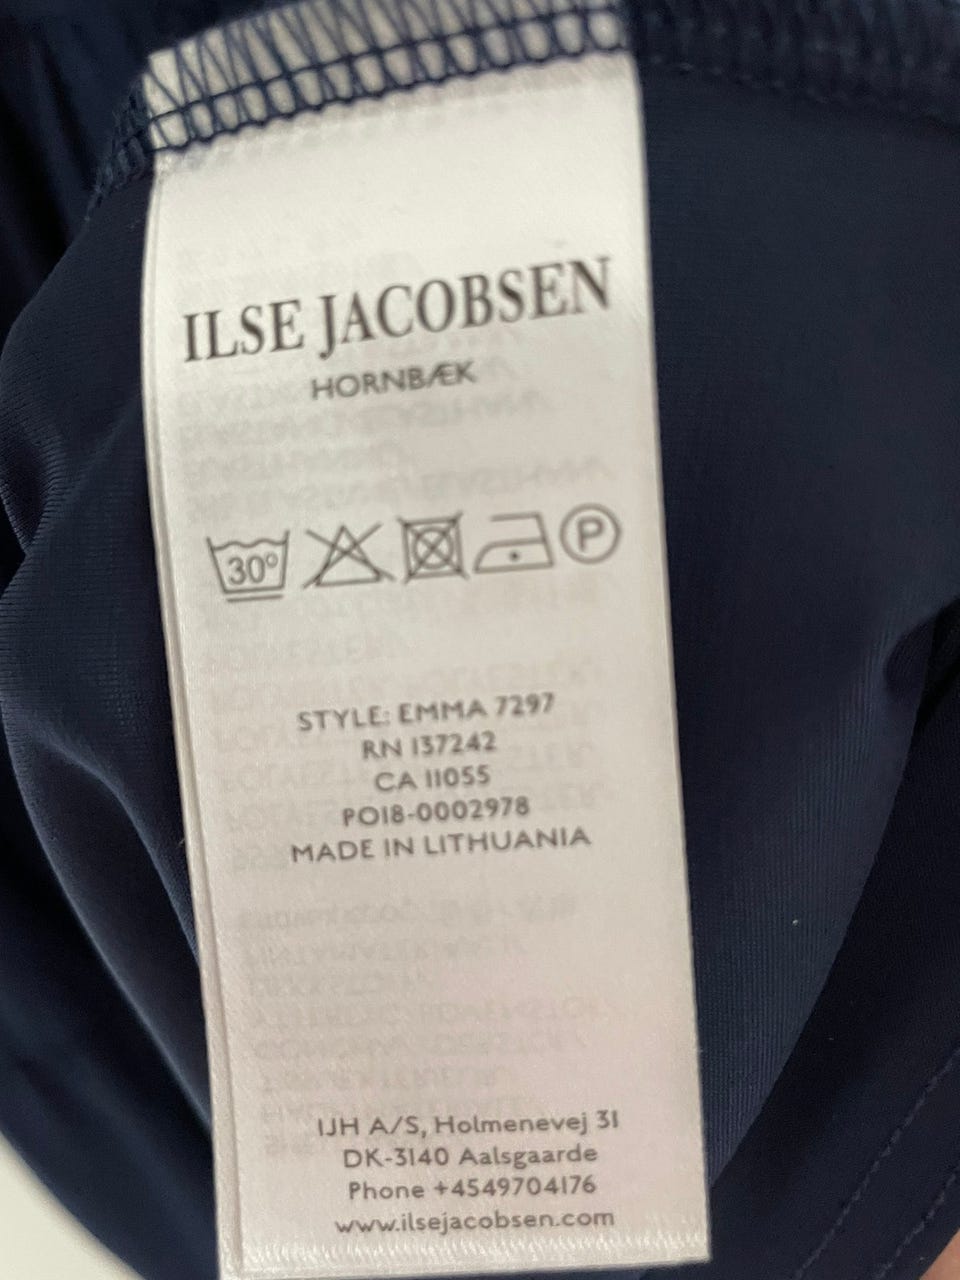 ILSE JACOBSEN
HORNBÆK
30°
P
STYLE: EMMA 7297
RN 137242
CA 11055
PO18-0002978
MADE IN LITHUANIA
IJH A/S, Holmenevej 31
DK-3140 Aalsgaarde
Phone +4549704176
www.ilsejacobsen.com